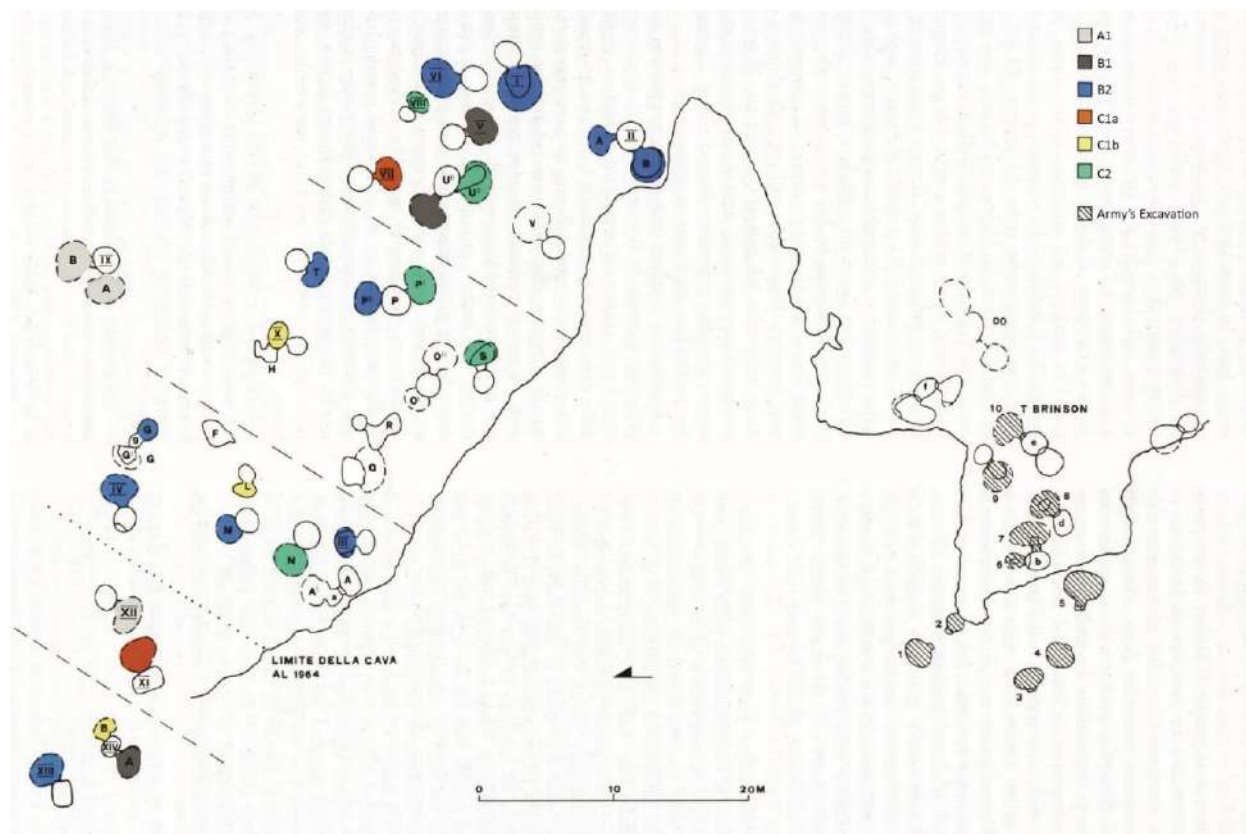 A1
B1
B2
C1a
C1b
C2
Army's Excavation
VI
I
VIII
V
A
II
B
VII
U
U
V
B
IX
A
T
P
P
P
X
H
O
S
O
DO
f
10
T BRINSON
R
F
G
g
G
G
Q
e
9
IV
L
8
M
III
d
7
N
6
b
A
a
A
5
XII
2
LIMITE DELLA CAVA
AL 1964
XI
1
4
3
B
XIV
XIII
A
0
10
20M